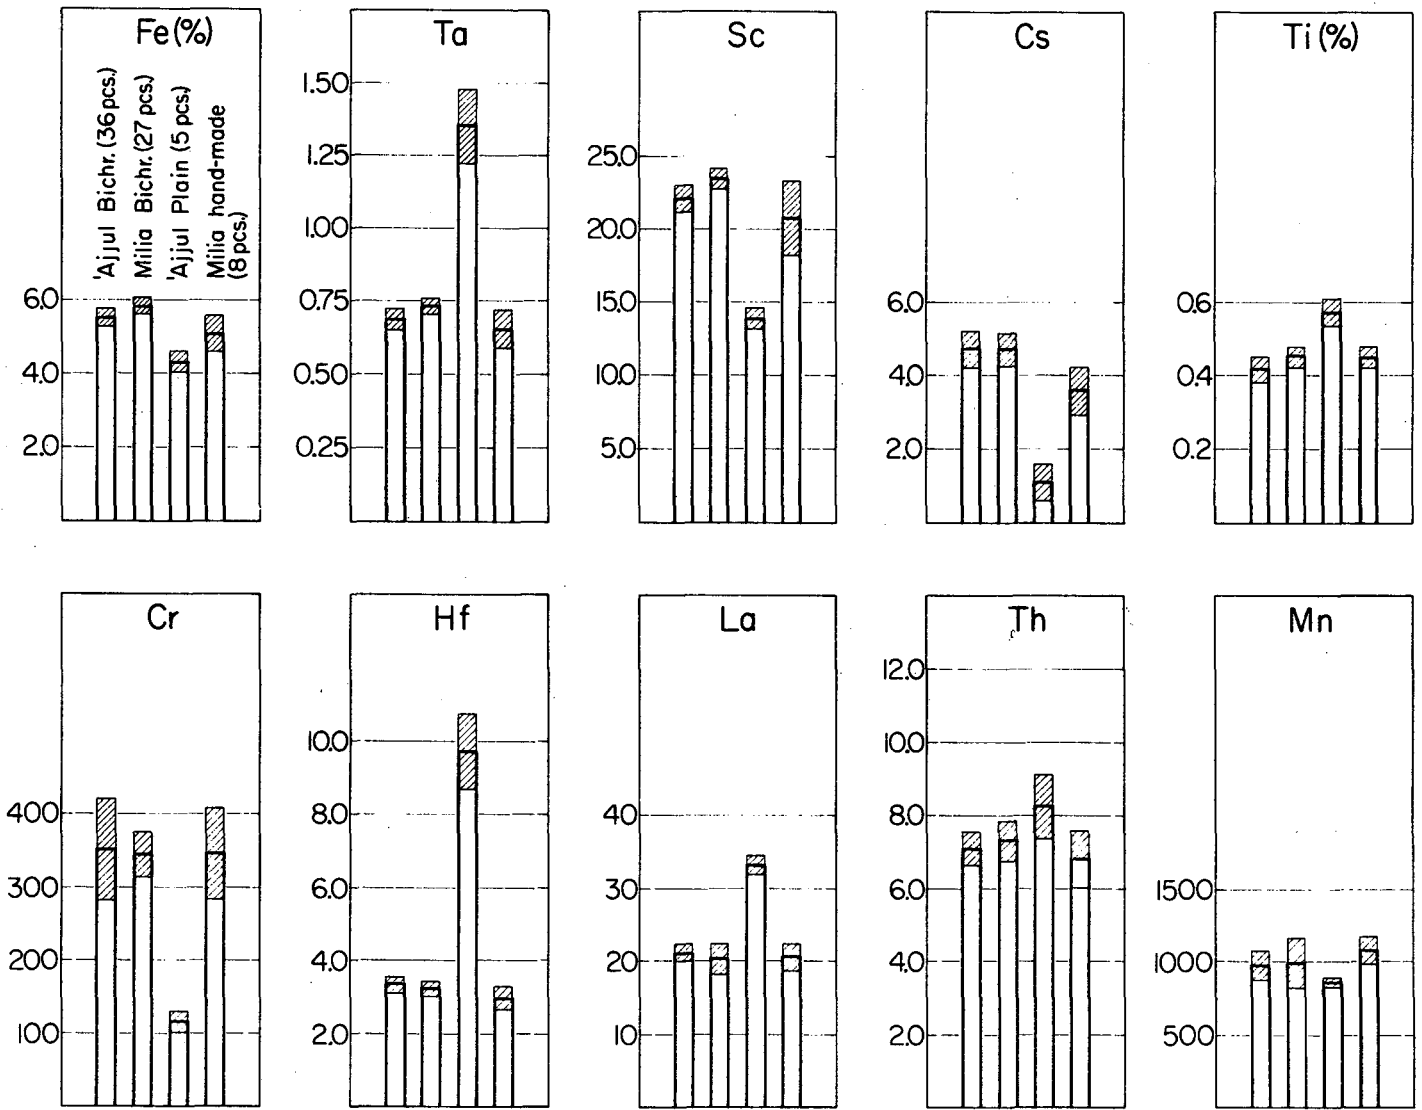 Fe (%)
'Ajjul Bichr. (36 pcs.)
Milia Bichr. (27 pcs.)
'Ajjul Plain (5 pcs.)
Milia hand-made
(8 pcs.)
6.0
4.0
2.0
Ta
1.50
1.25
1.00
0.75
0.50
0.25
Sc
25.0
20.0
15.0
10.0
5.0
Cs
6.0
4.0
2.0
Ti (%)
0.6
0.4
0.2
Cr
400
300
200
100
Hf
10.0
8.0
6.0
4.0
2.0
La
40
30
20
10
Th
12.0
10.0
8.0
6.0
4.0
2.0
Mn
1500
1000
500